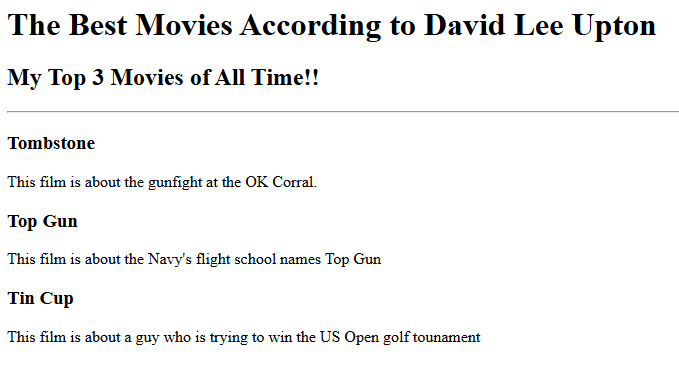 The Best Movies According to David Lee Upton
My Top 3 Movies of All Time!!
Tombstone
This film is about the gunfight at the OK Corral.
Top Gun
This film is about the Navy's flight school names Top Gun
Tin Cup
This film is about a guy who is trying to win the US Open golf tounament